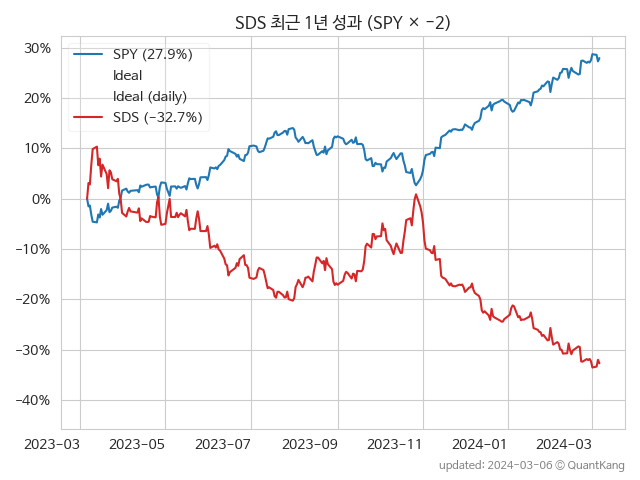 SDS 최근 1년 성과 (SPY × −2)
30%
20%
10%
0%
−10%
−20%
−30%
−40%
SPY (27.9%)
Ideal
Ideal (daily)
SDS (−32.7%)
2023−03 2023−05 2023−07 2023−09 2023−11 2024−01 2024−03
updated: 2024-03-06 © QuantKang